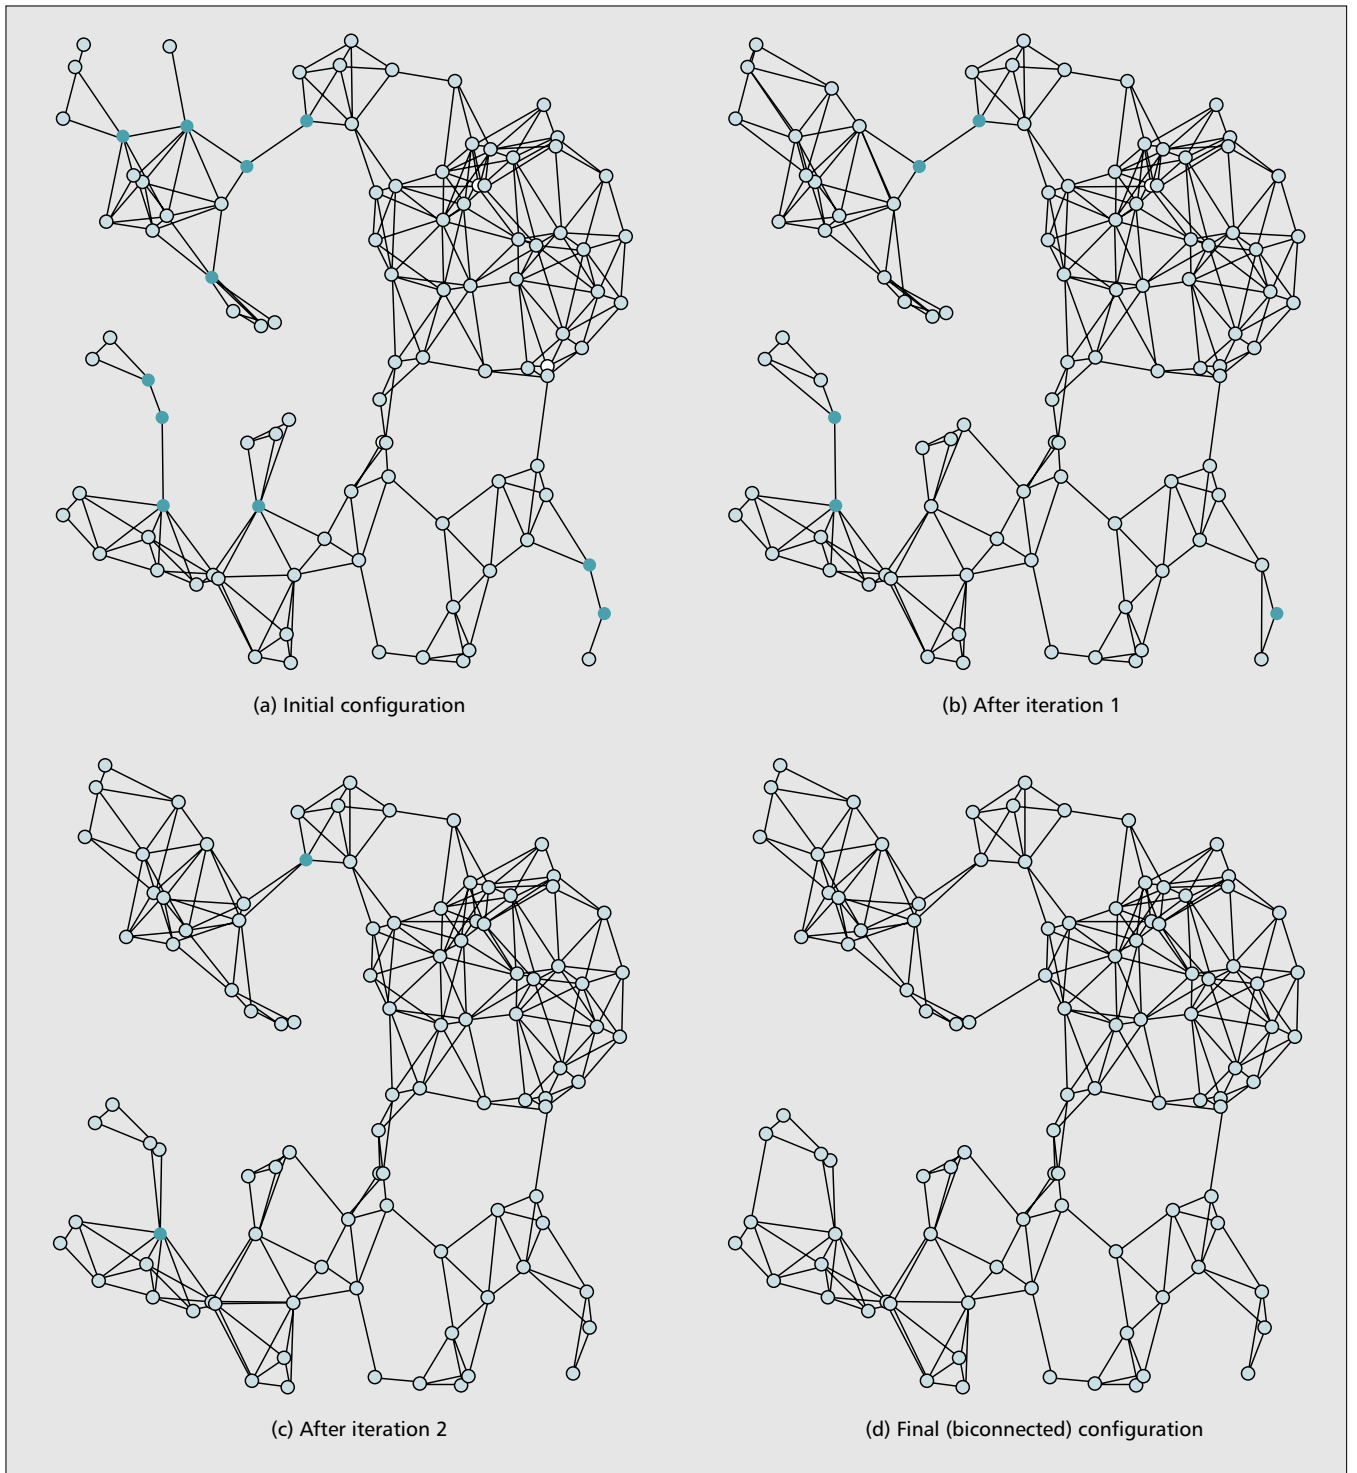 (a) Initial configuration
(b) After iteration 1
(c) After iteration 2
(d) Final (biconnected) configuration